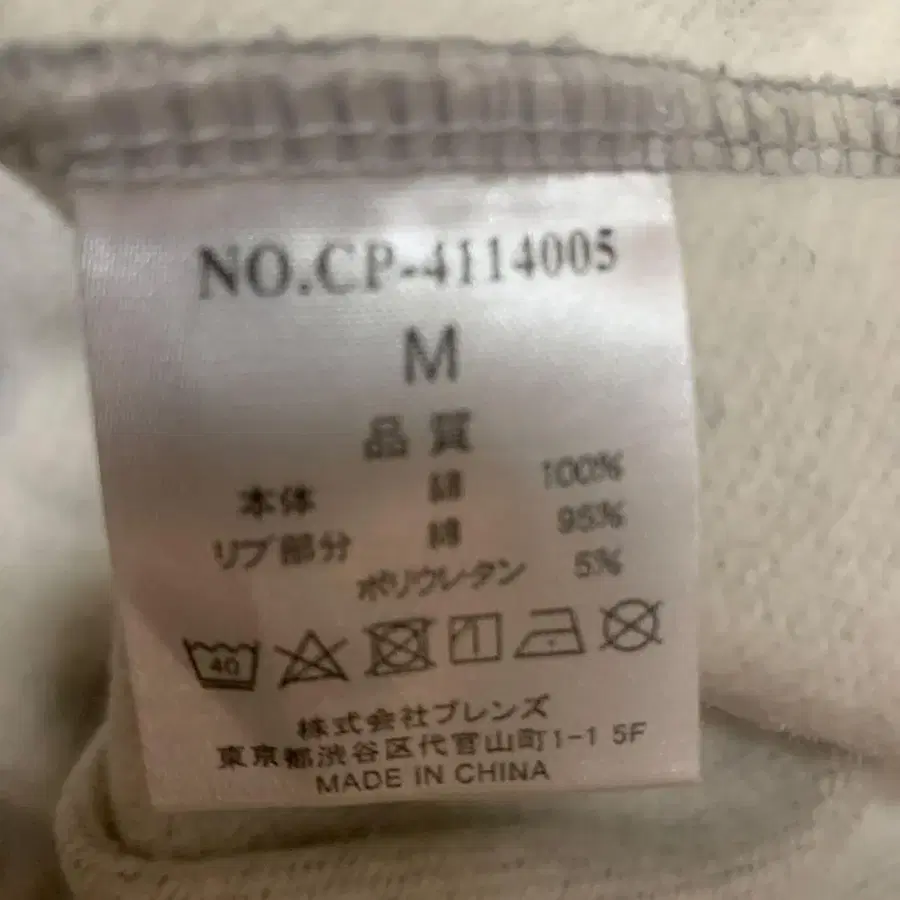 NO.CP-4114005
M
品質
本体 綿 100%
リブ部分 綿 95%
ポリウレタン 5%
40
株式会社ブレンズ
東京都渋谷区代官山町1-1 5F
MADE IN CHINA